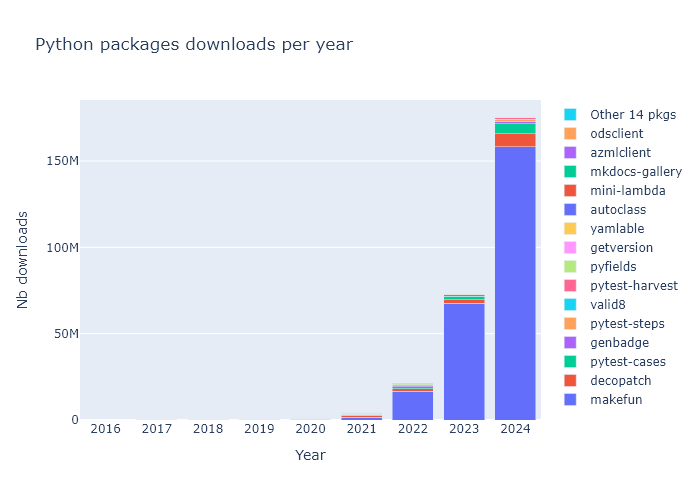 Python packages downloads per year
Nb downloads
150M
100M
50M
0
2016 2017 2018 2019 2020 2021 2022 2023 2024
Year
Other 14 pkgs
odsclient
azmlclient
mkdocs-gallery
mini-lambda
autoclass
yamlable
getversion
pyfields
pytest-harvest
valid8
pytest-steps
genbadge
pytest-cases
decopatch
makefun